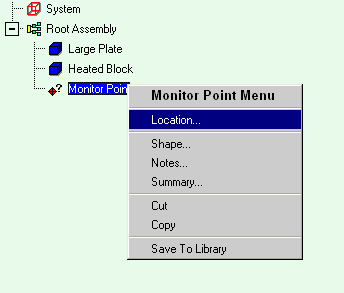 System
Root Assembly
Large Plate
Heated Block
Monitor Point
Monitor Point Menu
Location...
Shape...
Notes...
Summary...
Cut
Copy
Save To Library